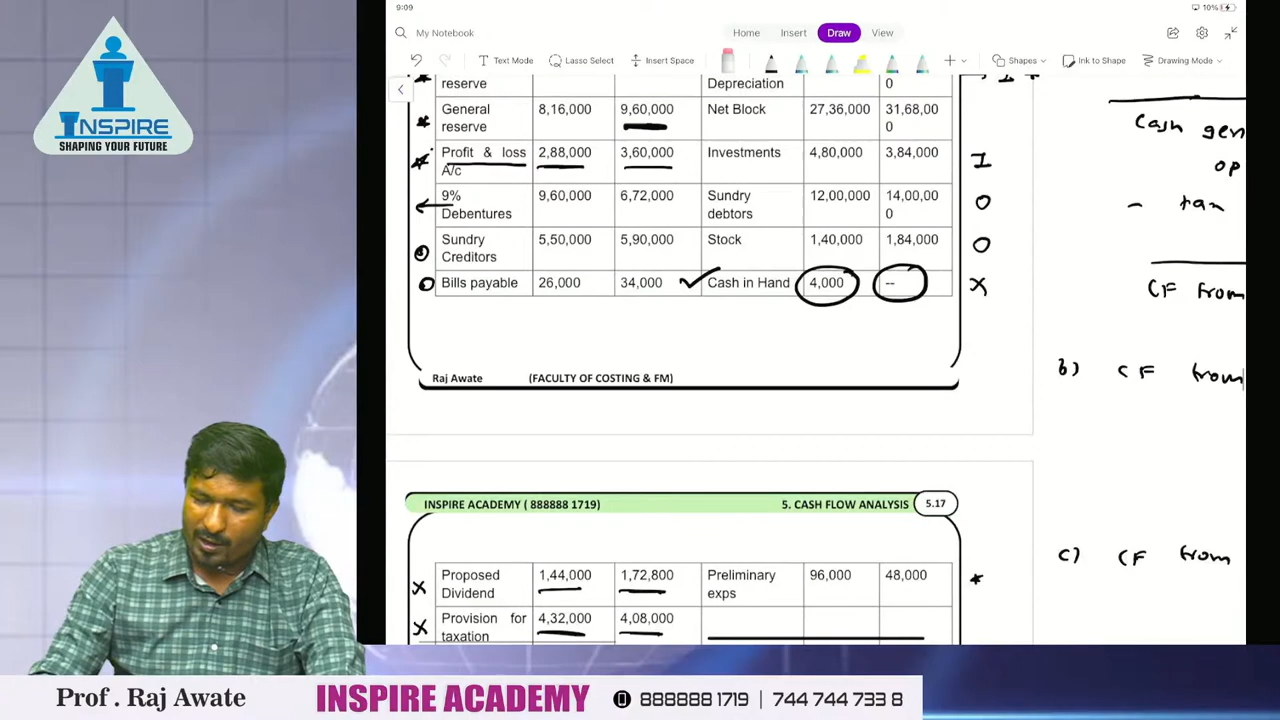 9:09
10%
My Notebook
Insert
Draw
View
Text Mode
Lasso Select
Insert Space
Shapes
Ink to Shape
Drawing Mode
INSPIRE
SHAPING YOUR FUTURE
reserve Depreciation 0
General reserve 8,16,000 9,60,000 Net Block 27,36,000 31,68,00 0
Profit & loss A/c 2,88,000 3,60,000 Investments 4,80,000 3,84,000 I
9% Debentures 9,60,000 6,72,000 Sundry debtors 12,00,000 14,00,00 0 O
Sundry Creditors 5,50,000 5,90,000 Stock 1,40,000 1,84,000 O
Bills payable 26,000 34,000 Cash in Hand 4,000 -- X
Raj Awate (FACULTY OF COSTING & FM)
INSPIRE ACADEMY ( 888888 1719) 5. CASH FLOW ANALYSIS 5.17
X Proposed Dividend 1,44,000 1,72,800 Preliminary exps 96,000 48,000
X Provision for taxation 4,32,000 4,08,000
Cash gen
op
- tax
CF from
b) CF from
c) CF from
Prof . Raj Awate INSPIRE ACADEMY 888888 1719 | 744 744 733 8